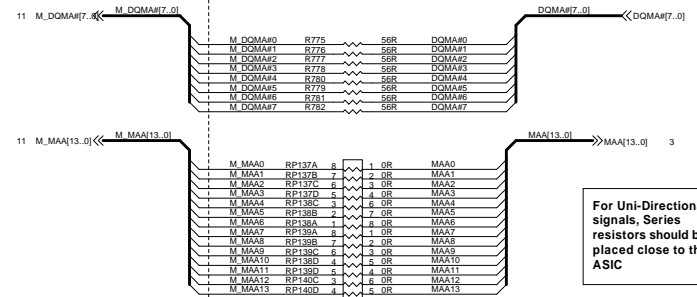 11 M_DQMA#[7..0] M_DQMA#[7..0] DQMA#[7..0] DQMA#[7..0]
M_DQMA#0 R775 56R DQMA#0
M_DQMA#1 R776 56R DQMA#1
M_DQMA#2 R777 56R DQMA#2
M_DQMA#3 R778 56R DQMA#3
M_DQMA#4 R780 56R DQMA#4
M_DQMA#5 R779 56R DQMA#5
M_DQMA#6 R781 56R DQMA#6
M_DQMA#7 R782 56R DQMA#7
11 M_MAA[13..0] M_MAA[13..0] MAA[13..0] MAA[13..0] 3
M_MAA0 RP137A 8 1 0R MAA0
M_MAA1 RP137B 7 2 0R MAA1
M_MAA2 RP137C 6 3 0R MAA2
M_MAA3 RP137D 5 4 0R MAA3
M_MAA4 RP138C 3 6 0R MAA4
M_MAA5 RP138B 2 7 0R MAA5
M_MAA6 RP138A 1 8 0R MAA6
M_MAA7 RP139A 8 1 0R MAA7
M_MAA8 RP139B 7 2 0R MAA8
M_MAA9 RP139C 6 3 0R MAA9
M_MAA10 RP138D 4 5 0R MAA10
M_MAA11 RP139D 5 4 0R MAA11
M_MAA12 RP140C 3 6 0R MAA12
M_MAA13 RP140D 4 5 0R MAA13
For Uni-Direction
signals, Series
resistors should b
placed close to th
ASIC